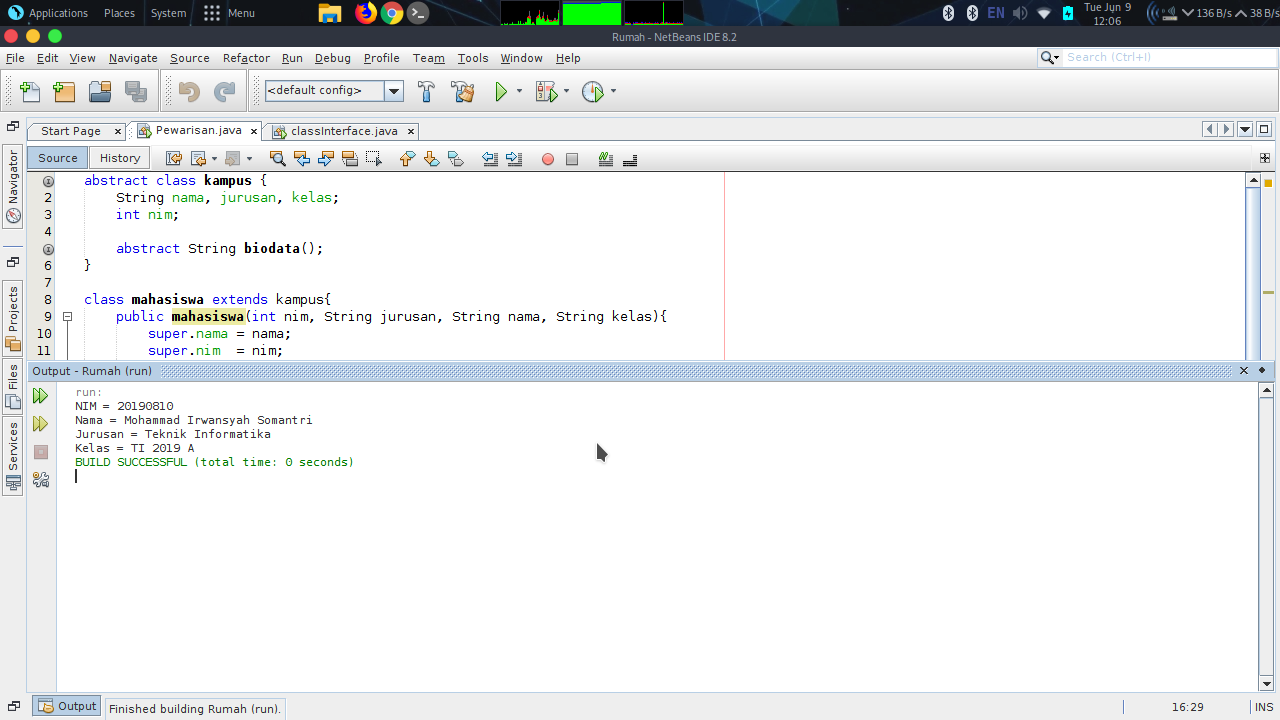 Applications Places System Menu EN Tue Jun 9 12:06 136 B/s 38 B/s
Rumah - NetBeans IDE 8.2
File Edit View Navigate Source Refactor Run Debug Profile Team Tools Window Help Search (Ctrl+I)
<default config>
Start Page Pewarisan.java classInterface.java
Source History
Navigator
Projects
Files
Services
abstract class kampus {
2 String nama, jurusan, kelas;
3 int nim;
4
abstract String biodata();
6 }
7
8 class mahasiswa extends kampus{
9 public mahasiswa(int nim, String jurusan, String nama, String kelas){
10 super.nama = nama;
11 super.nim  = nim;
Output - Rumah (run)
run:
NIM = 20190810
Nama = Mohammad Irwansyah Somantri
Jurusan = Teknik Informatika
Kelas = TI 2019 A
BUILD SUCCESSFUL (total time: 0 seconds)
Output Finished building Rumah (run). 16:29 INS